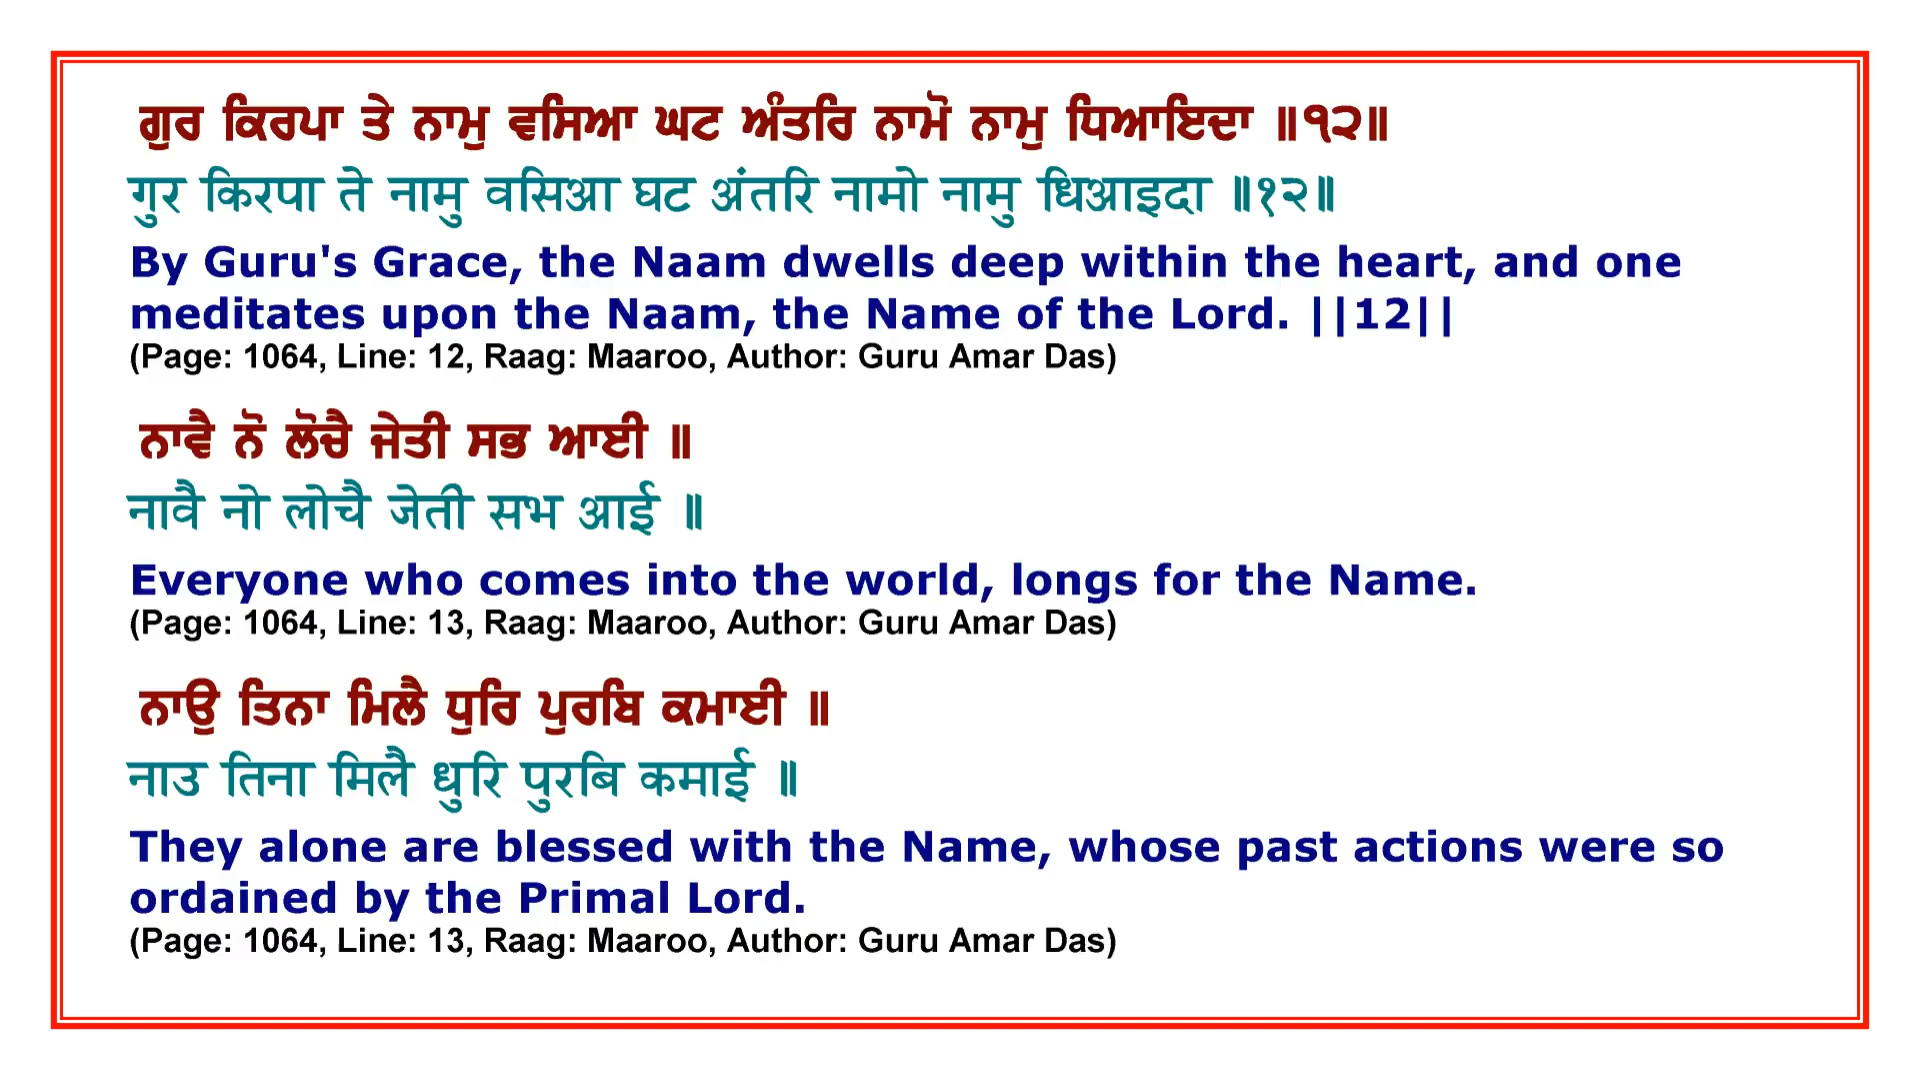 ਗੁਰ ਕਿਰਪਾ ਤੇ ਨਾਮੁ ਵਸਿਆ ਘਟ ਅੰਤਰਿ ਨਾਮੋ ਨਾਮੁ ਧਿਆਇਦਾ ॥੧੨॥
गुर किरपा ते नामु वसिआ घट अंतरि नामो नामु धिआइदा ॥१२॥
By Guru's Grace, the Naam dwells deep within the heart, and one
meditates upon the Naam, the Name of the Lord. ||12||
(Page: 1064, Line: 12, Raag: Maaroo, Author: Guru Amar Das)
ਨਾਵੈ ਨੋ ਲੋਚੈ ਜੇਤੀ ਸਭ ਆਈ ॥
नावै नो लोचै जेती सभ आई ॥
Everyone who comes into the world, longs for the Name.
(Page: 1064, Line: 13, Raag: Maaroo, Author: Guru Amar Das)
ਨਾਉ ਤਿਨਾ ਮਿਲੈ ਧੁਰਿ ਪੁਰਬਿ ਕਮਾਈ ॥
नाउ तिना मिलै धुरि पुरबि कमाई ॥
They alone are blessed with the Name, whose past actions were so
ordained by the Primal Lord.
(Page: 1064, Line: 13, Raag: Maaroo, Author: Guru Amar Das)